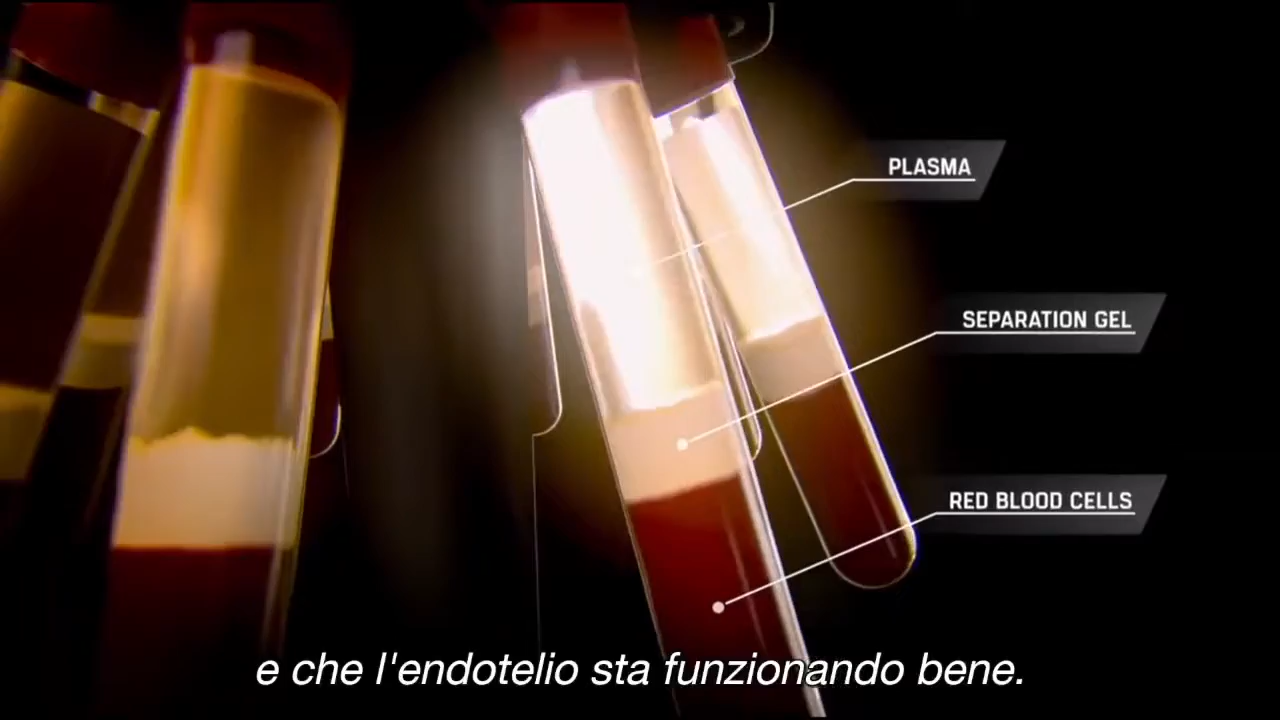 PLASMA
SEPARATION GEL
RED BLOOD CELLS
e che l'endotelio sta funzionando bene.